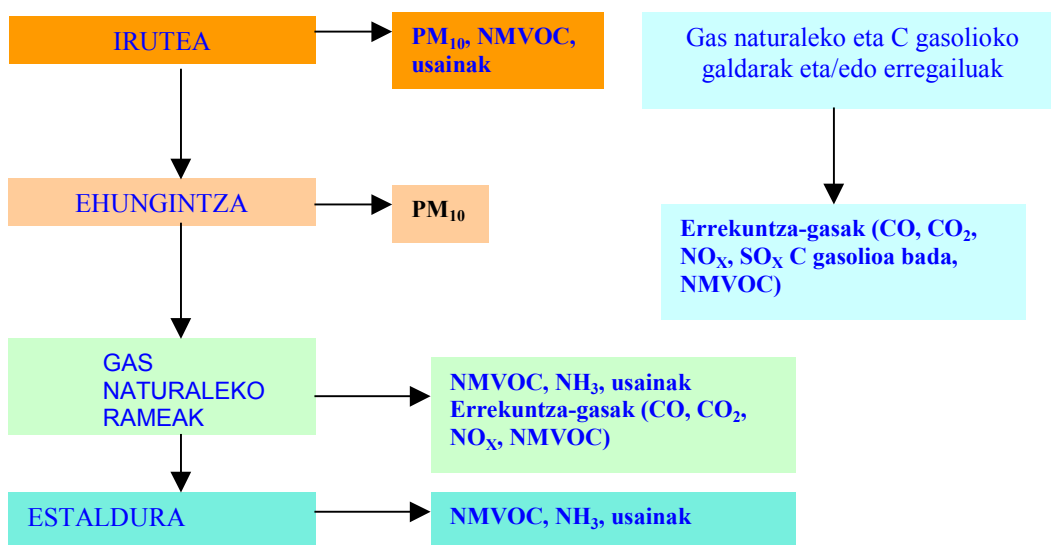 IRUTEA
PM₁₀, NMVOC,
usainak
Gas naturaleko eta C gasolioko
galdarak eta/edo erregailuak
EHUNGINTZA
PM₁₀
Errekuntza-gasak (CO, CO₂,
NOₓ, SOₓ C gasolioa bada,
NMVOC)
GAS
NATURALEKO
RAMEAK
NMVOC, NH₃, usainak
Errekuntza-gasak (CO, CO₂,
NOₓ, NMVOC)
ESTALDURA
NMVOC, NH₃, usainak